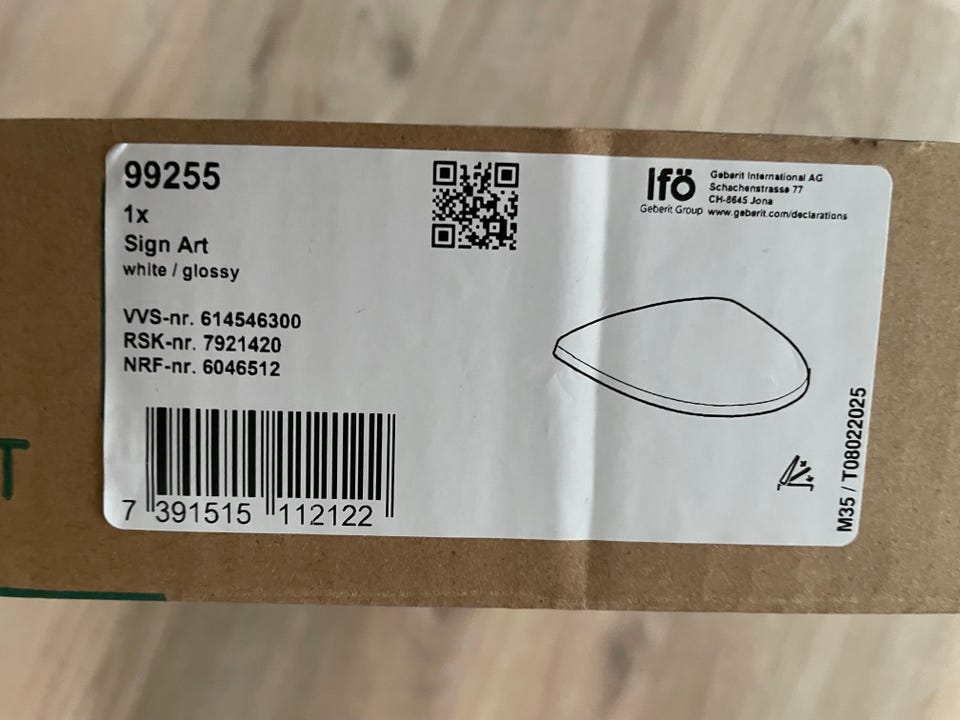 99255
1x
Sign Art
white / glossy
VVS-nr. 614546300
RSK-nr. 7921420
NRF-nr. 6046512
7 391515 112122
Ifö
Geberit Group
Geberit International AG
Schachenstrasse 77
CH-8645 Jona
www.geberit.com/declarations
M35 / T08022025
T